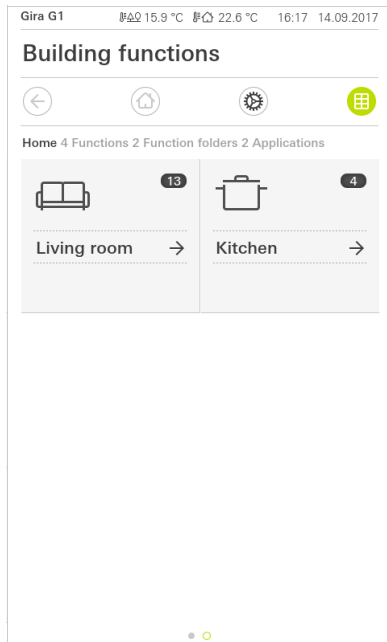 Gira G1 15.9 °C 22.6 °C 16:17 14.09.2017
Building functions
Home 4 Functions 2 Function folders 2 Applications
13 4
Living room Kitchen